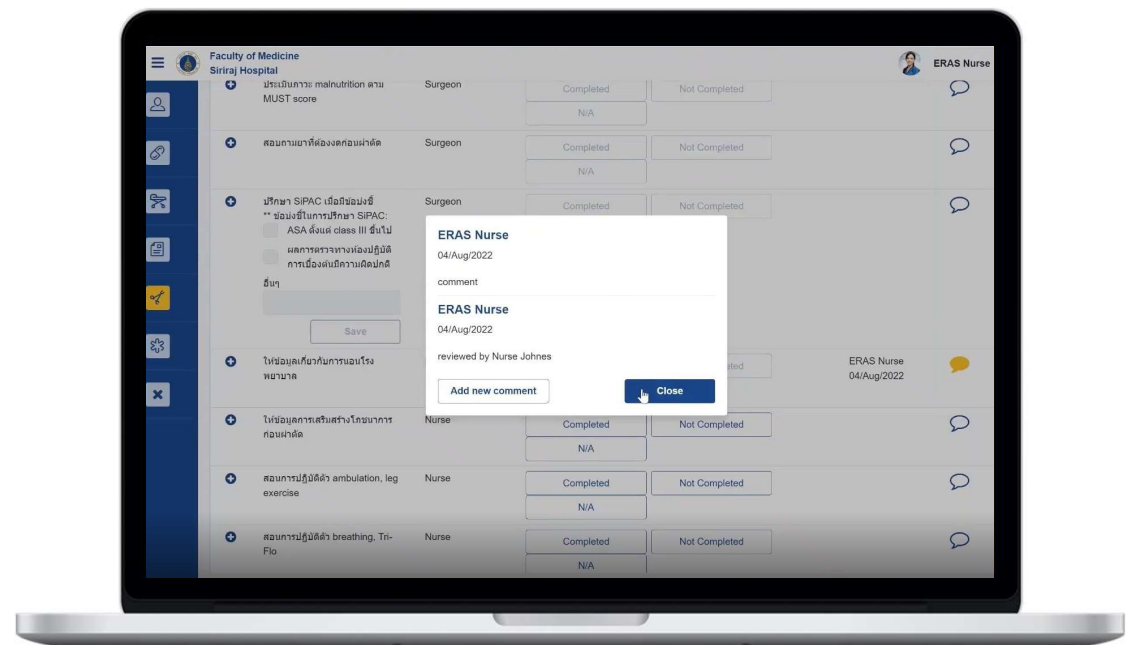 Faculty of Medicine
Siriraj Hospital
ERAS Nurse
ประเมินภาวะ malnutrition ตาม
MUST score
Surgeon
Completed
Not Completed
N/A
สอบถามยาที่ต้องงดก่อนผ่าตัด
Surgeon
Completed
Not Completed
N/A
ปรึกษา SiPAC เมื่อมีข้อบ่งชี้
** ข้อบ่งชี้ในการปรึกษา SiPAC:
ASA ตั้งแต่ class III ขึ้นไป
ผลการตรวจทางห้องปฏิบัติ
การเบื้องต้นมีความผิดปกติ
อื่นๆ
Save
Surgeon
Completed
Not Completed
ERAS Nurse
04/Aug/2022
comment
ERAS Nurse
04/Aug/2022
reviewed by Nurse Johnes
Add new comment
Close
ให้ข้อมูลเกี่ยวกับการนอนโรง
พยาบาล
ERAS Nurse
04/Aug/2022
ให้ข้อมูลการเสริมสร้างโภชนาการ
ก่อนผ่าตัด
Nurse
Completed
Not Completed
N/A
สอนการปฏิบัติตัว ambulation, leg
exercise
Nurse
Completed
Not Completed
N/A
สอนการปฏิบัติตัว breathing, Tri-
Flo
Nurse
Completed
Not Completed
N/A